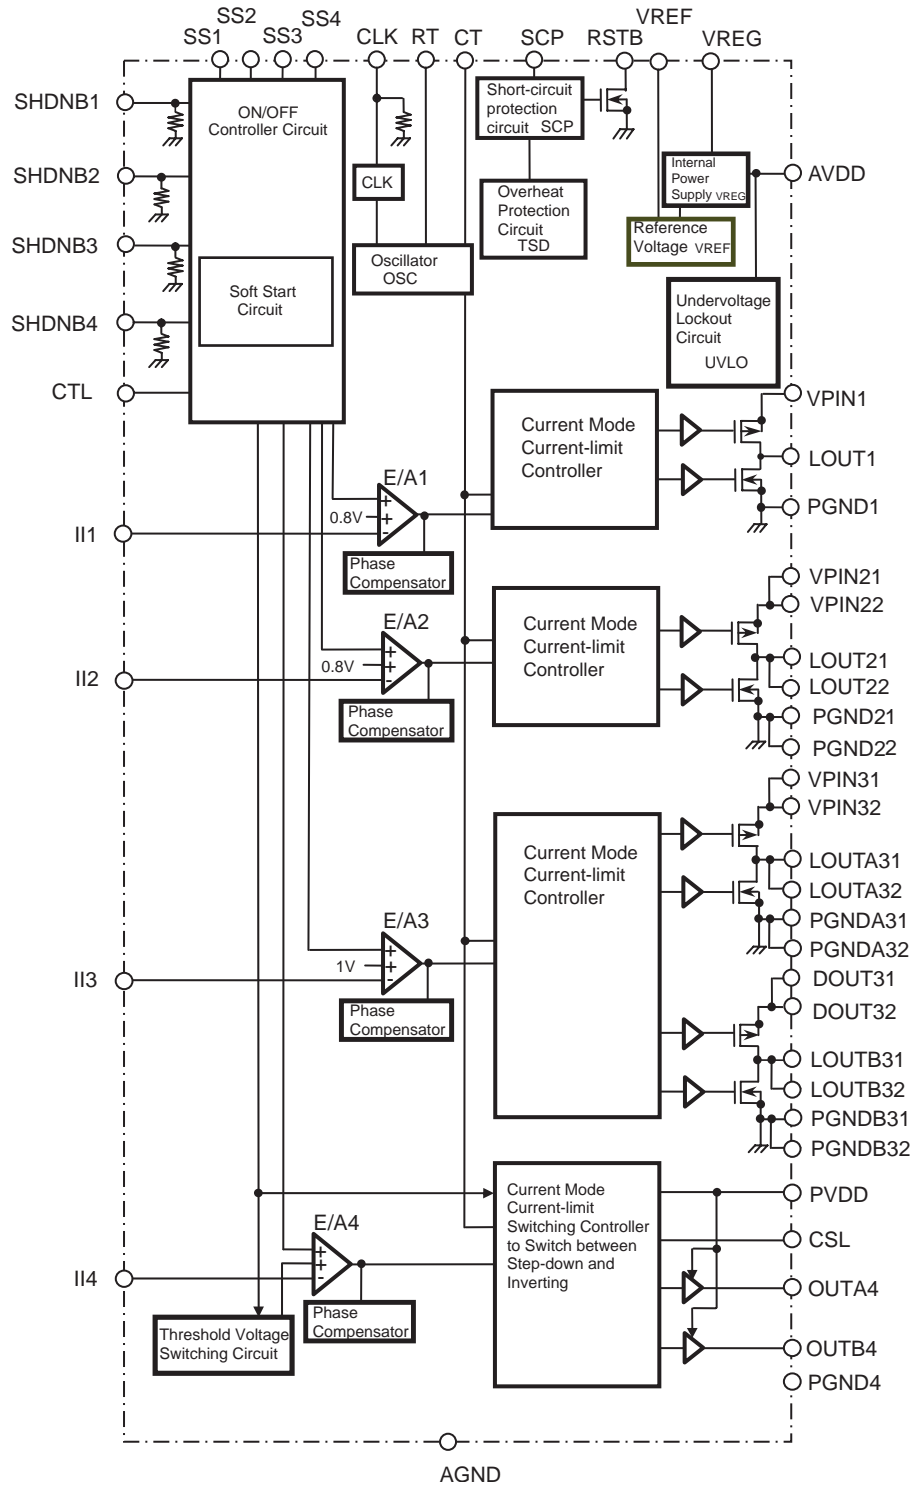 SS1
SS2
SS3
SS4
CLK
RT
CT
SCP
RSTB
VREF
VREG
SHDNB1
SHDNB2
SHDNB3
SHDNB4
CTL
ON/OFF
Controller Circuit
Soft Start
Circuit
CLK
Oscillator
OSC
Short-circuit
protection
circuit SCP
Overheat
Protection
Circuit
TSD
Internal
Power
Supply VREG
Reference
Voltage VREF
AVDD
Undervoltage
Lockout
Circuit
UVLO
Current Mode
Current-limit
Controller
VPIN1
LOUT1
PGND1
E/A1
0.8V
+
+
-
II1
Phase
Compensator
Current Mode
Current-limit
Controller
VPIN21
VPIN22
LOUT21
LOUT22
PGND21
PGND22
E/A2
0.8V
+
+
-
II2
Phase
Compensator
VPIN31
VPIN32
Current Mode
Current-limit
Controller
LOUTA31
LOUTA32
PGNDA31
PGNDA32
E/A3
1V
+
+
-
II3
Phase
Compensator
DOUT31
DOUT32
LOUTB31
LOUTB32
PGNDB31
PGNDB32
Current Mode
Current-limit
Switching Controller
to Switch between
Step-down and
Inverting
PVDD
CSL
OUTA4
OUTB4
PGND4
E/A4
+
+
-
II4
Phase
Compensator
Threshold Voltage
Switching Circuit
AGND